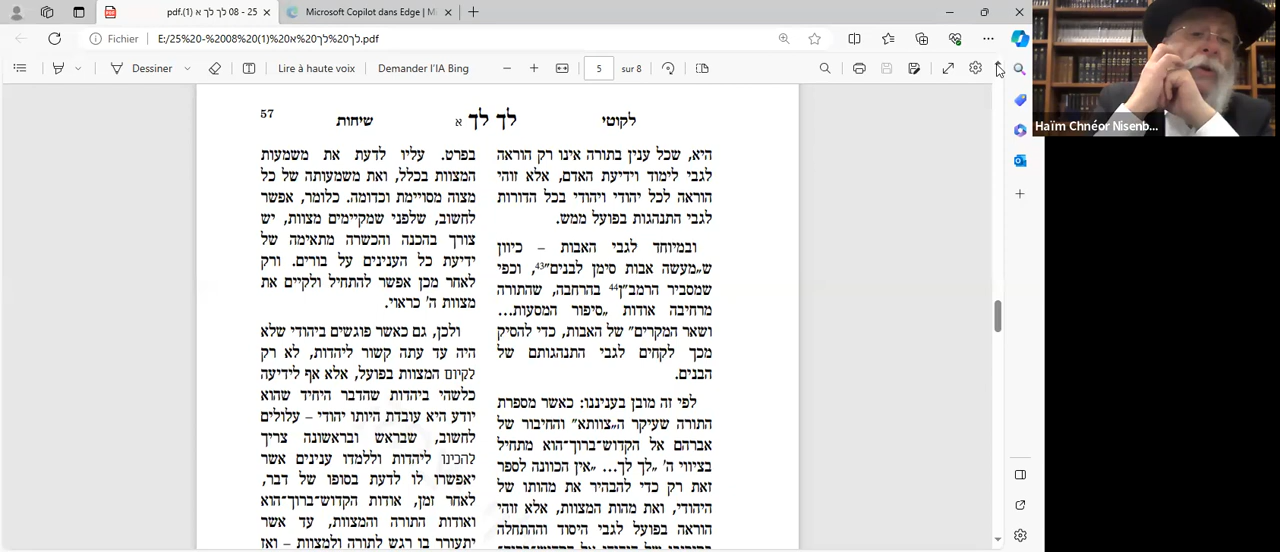 pdf.(1) לך לך א 08 - 25
Microsoft Copilot dans Edge | Mi
Fichier
E:/25%20-%2008%20(1)%20לך%20לך%20א.pdf
Dessiner
Lire à haute voix
Demander l'IA à Bing
5
sur 8
Haïm Chnéor Nisenb...
לקוטי
לך לך א
שיחות
57
היא, שכל ענין בתורה אינו רק הוראה
לגבי לימוד וידיעת האדם, אלא זוהי
הוראה לכל יהודי ויהודי בכל הדורות
לגבי התנהגות בפועל ממש.
ובמיוחד לגבי האבות – כיוון
ש„מעשה אבות סימן לבנים"43, וכפי
שמסביר הרמב"ן44 בהרחבה, שהתורה
מרחיבה אודות „סיפור המסעות...
ושאר המקרים" של האבות, כדי להסיק
מכך לקחים לגבי התנהגותם של
הבנים.
לפי זה מובן בעניננו: כאשר מספרת
התורה שעיקר ה„צוותא" והחיבור של
אברהם אל הקדוש־ברוך־הוא מתחיל
בציווי ה' „לך לך... „אין הכוונה לספר
זאת רק כדי להבהיר את מהותו של
היהודי, ואת מהות המצוות, אלא זוהי
הוראה בפועל לגבי היסוד וההתחלה
בפרט. עליו לדעת את משמעות
המצוות בכלל, ואת משמעותה של כל
מצוה מסויימת וכדומה. כלומר, אפשר
לחשוב, שלפני שמקיימים מצוות, יש
צורך בהכנה והכשרה מתאימה של
ידיעת כל הענינים על בורים. ורק
לאחר מכן אפשר להתחיל ולקיים את
מצוות ה' כראוי.
ולכן, גם כאשר פוגשים ביהודי שלא
היה עד עתה קשור ליהדות, לא רק
לקיום המצוות בפועל, אלא אף לידיעה
כלשהי ביהדות שהדבר היחיד שהוא
יודע היא עובדת היותו יהודי – עלולים
לחשוב, שבראש ובראשונה צריך
להכינו ליהדות וללמדו ענינים אשר
יאפשרו לו לדעת בסופו של דבר,
לאחר זמן, אודות הקדוש־ברוך־הוא
ואודות התורה והמצוות, עד אשר
יתעורר בו רגש לתורה ולמצוות – ואז